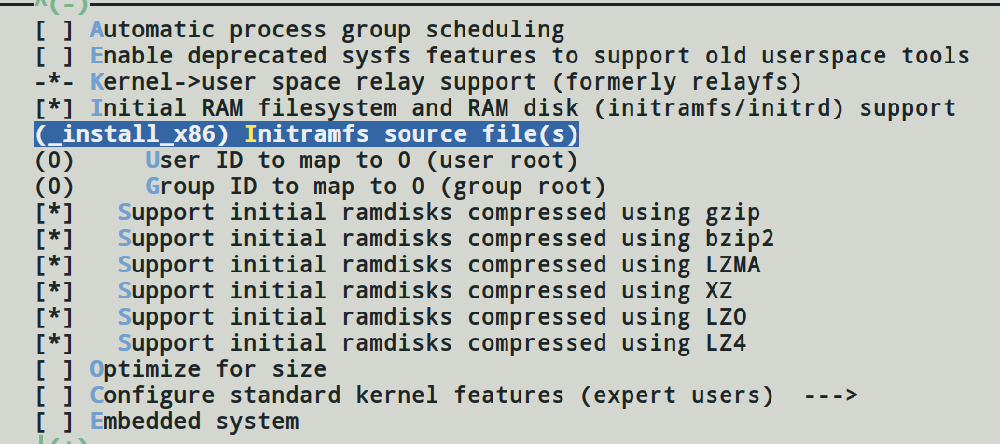 ^(-)
[ ] Automatic process group scheduling
[ ] Enable deprecated sysfs features to support old userspace tools
-*- Kernel->user space relay support (formerly relayfs)
[*] Initial RAM filesystem and RAM disk (initramfs/initrd) support
(_install_x86) Initramfs source file(s)
(0)     User ID to map to 0 (user root)
(0)     Group ID to map to 0 (group root)
[*]   Support initial ramdisks compressed using gzip
[*]   Support initial ramdisks compressed using bzip2
[*]   Support initial ramdisks compressed using LZMA
[*]   Support initial ramdisks compressed using XZ
[*]   Support initial ramdisks compressed using LZO
[*]   Support initial ramdisks compressed using LZ4
[ ] Optimize for size
[ ] Configure standard kernel features (expert users)  --->
[ ] Embedded system